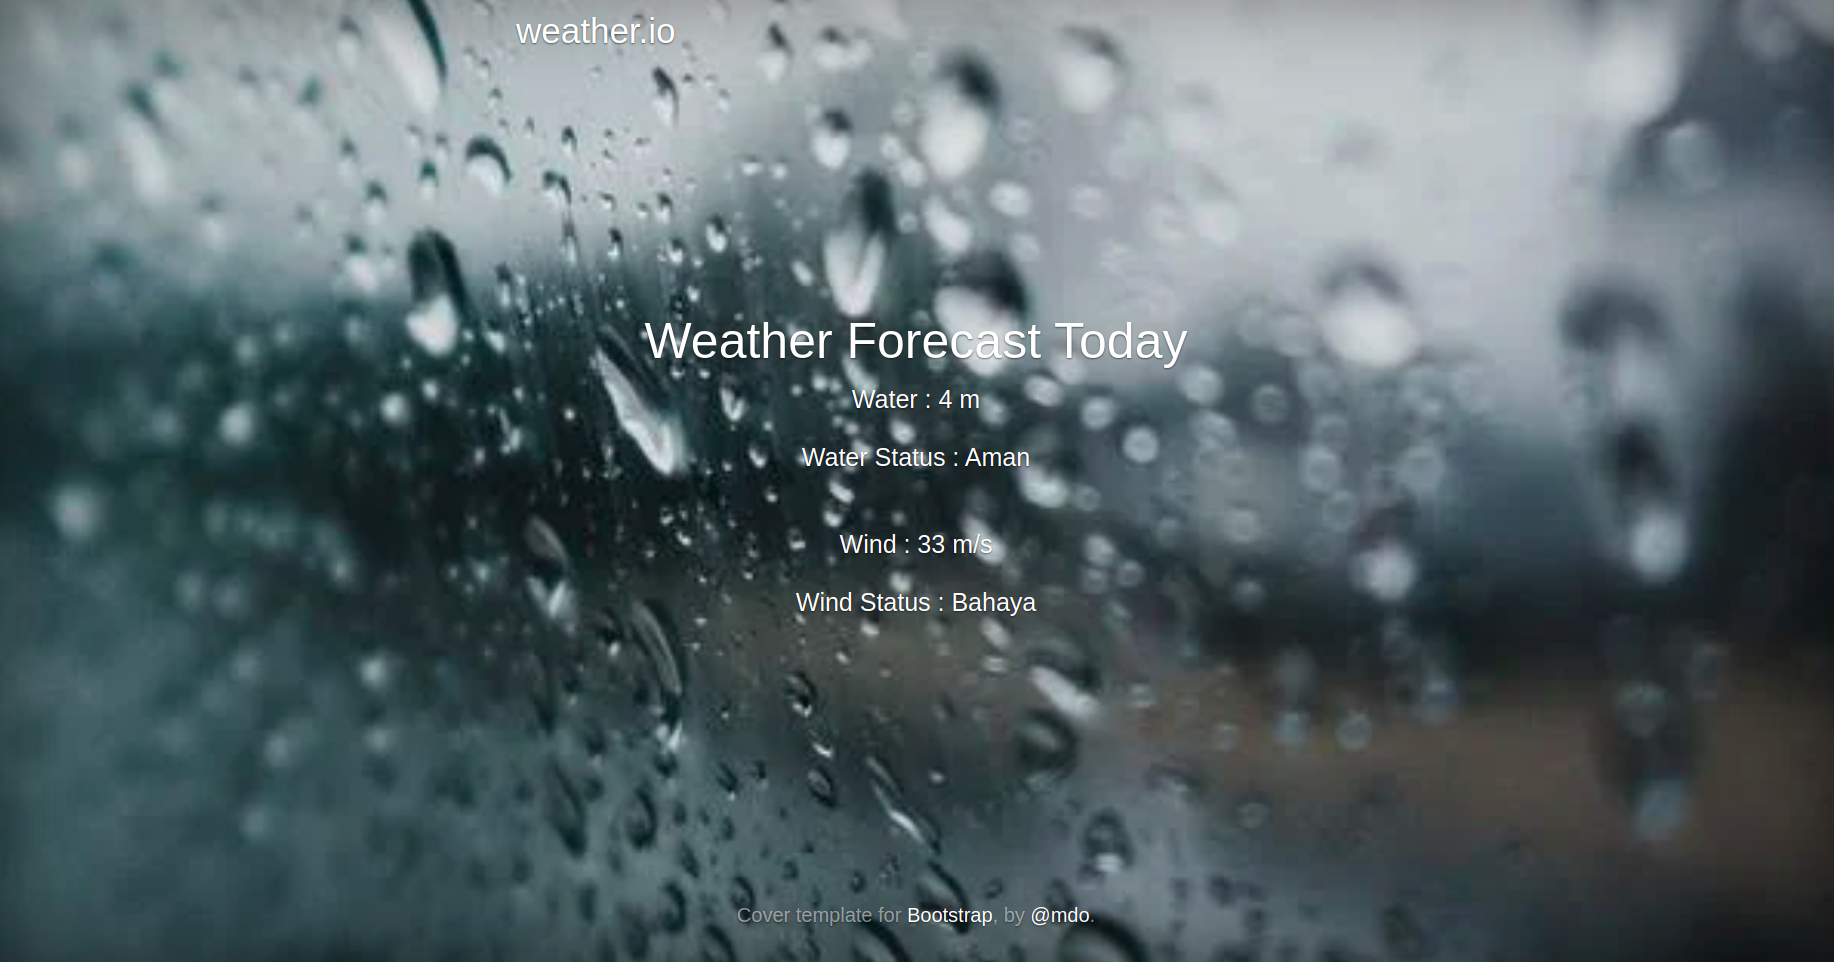 weather.io
Weather Forecast Today
Water : 4 m
Water Status : Aman
Wind : 33 m/s
Wind Status : Bahaya
Cover template for Bootstrap, by @mdo.